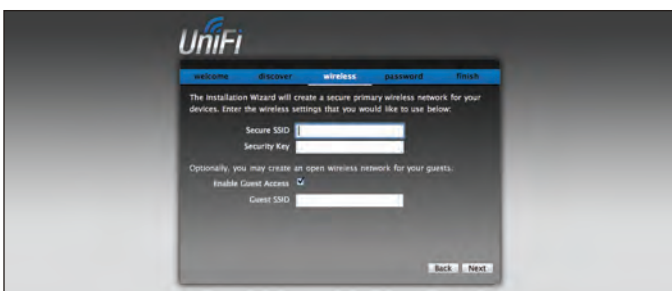 UniFi
welcome discover wireless password finish
The Installation Wizard will create a secure primary wireless network for your
devices. Enter the wireless settings that you would like to use below:
Secure SSID
Security Key
Optionally, you may create an open wireless network for your guests.
Enable Guest Access
Guest SSID
Back Next